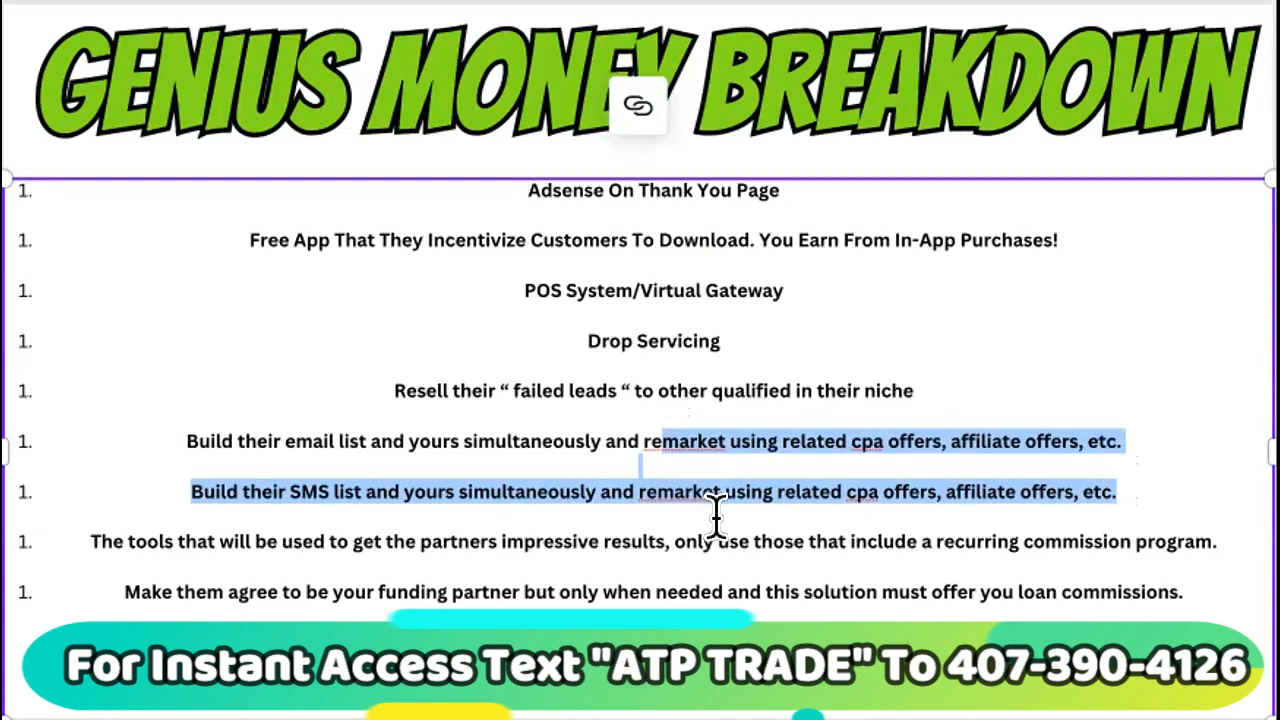 GENIUS MONEY BREAKDOWN
1. Adsense On Thank You Page
1. Free App That They Incentivize Customers To Download. You Earn From In-App Purchases!
1. POS System/Virtual Gateway
1. Drop Servicing
1. Resell their “ failed leads “ to other qualified in their niche
1. Build their email list and yours simultaneously and remarket using related cpa offers, affiliate offers, etc.
1. Build their SMS list and yours simultaneously and remarket using related cpa offers, affiliate offers, etc.
1. The tools that will be used to get the partners impressive results, only use those that include a recurring commission program.
1. Make them agree to be your funding partner but only when needed and this solution must offer you loan commissions.
For Instant Access Text "ATP TRADE" To 407-390-4126